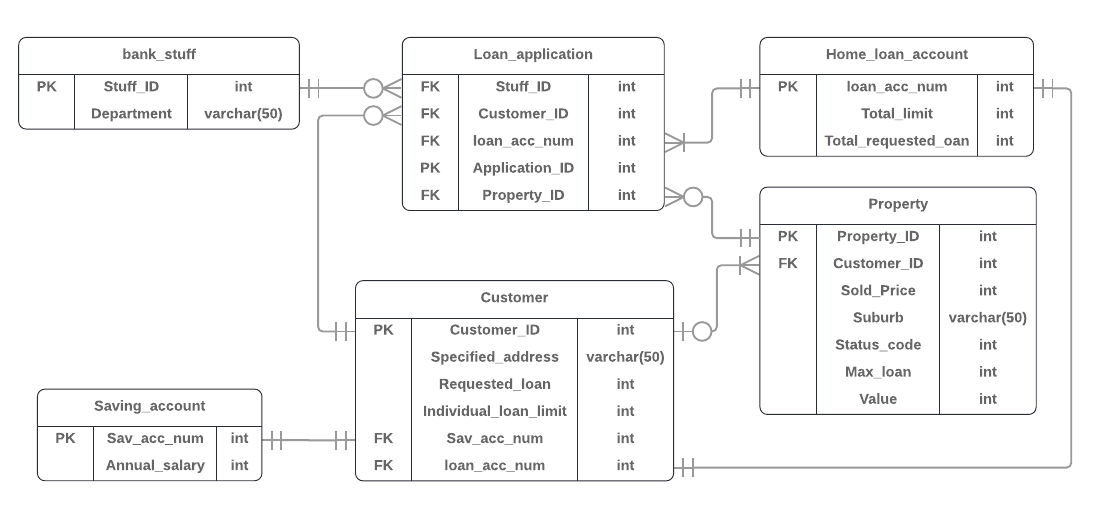 bank_stuff
PK Stuff_ID int
Department varchar(50)
Loan_application
FK Stuff_ID int
FK Customer_ID int
FK loan_acc_num int
PK Application_ID int
FK Property_ID int
Home_loan_account
PK loan_acc_num int
Total_limit int
Total_requested_oan int
Property
PK Property_ID int
FK Customer_ID int
Sold_Price int
Suburb varchar(50)
Status_code int
Max_loan int
Value int
Customer
PK Customer_ID int
Specified_address varchar(50)
Requested_loan int
Individual_loan_limit int
FK Sav_acc_num int
FK loan_acc_num int
Saving_account
PK Sav_acc_num int
Annual_salary int